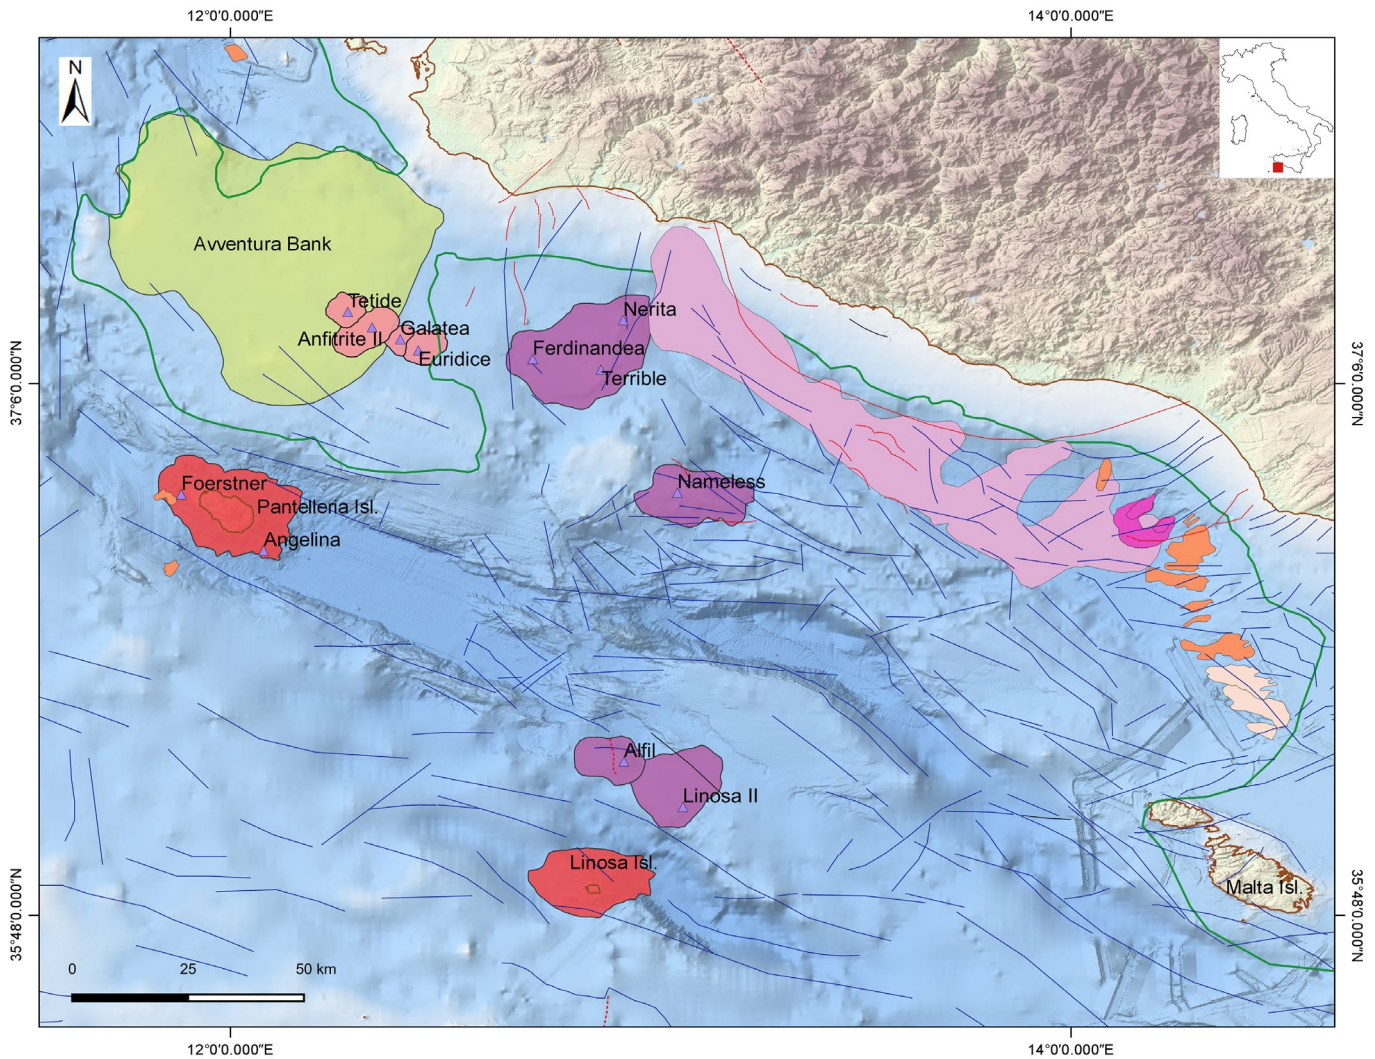 12°0'0.000"E
14°0'0.000"E
N
Avventura Bank
Tetide
Nerita
Anfitrite II
Galatea
Ferdinandea
Euridice
Terrible
37°6'0.000"N
37°6'0.000"N
Foerstner
Nameless
Pantelleria Isl.
Angelina
Alfil
Linosa II
Linosa Isl.
Malta Isl.
35°48'0.000"N
35°48'0.000"N
0 25 50 km
12°0'0.000"E
14°0'0.000"E